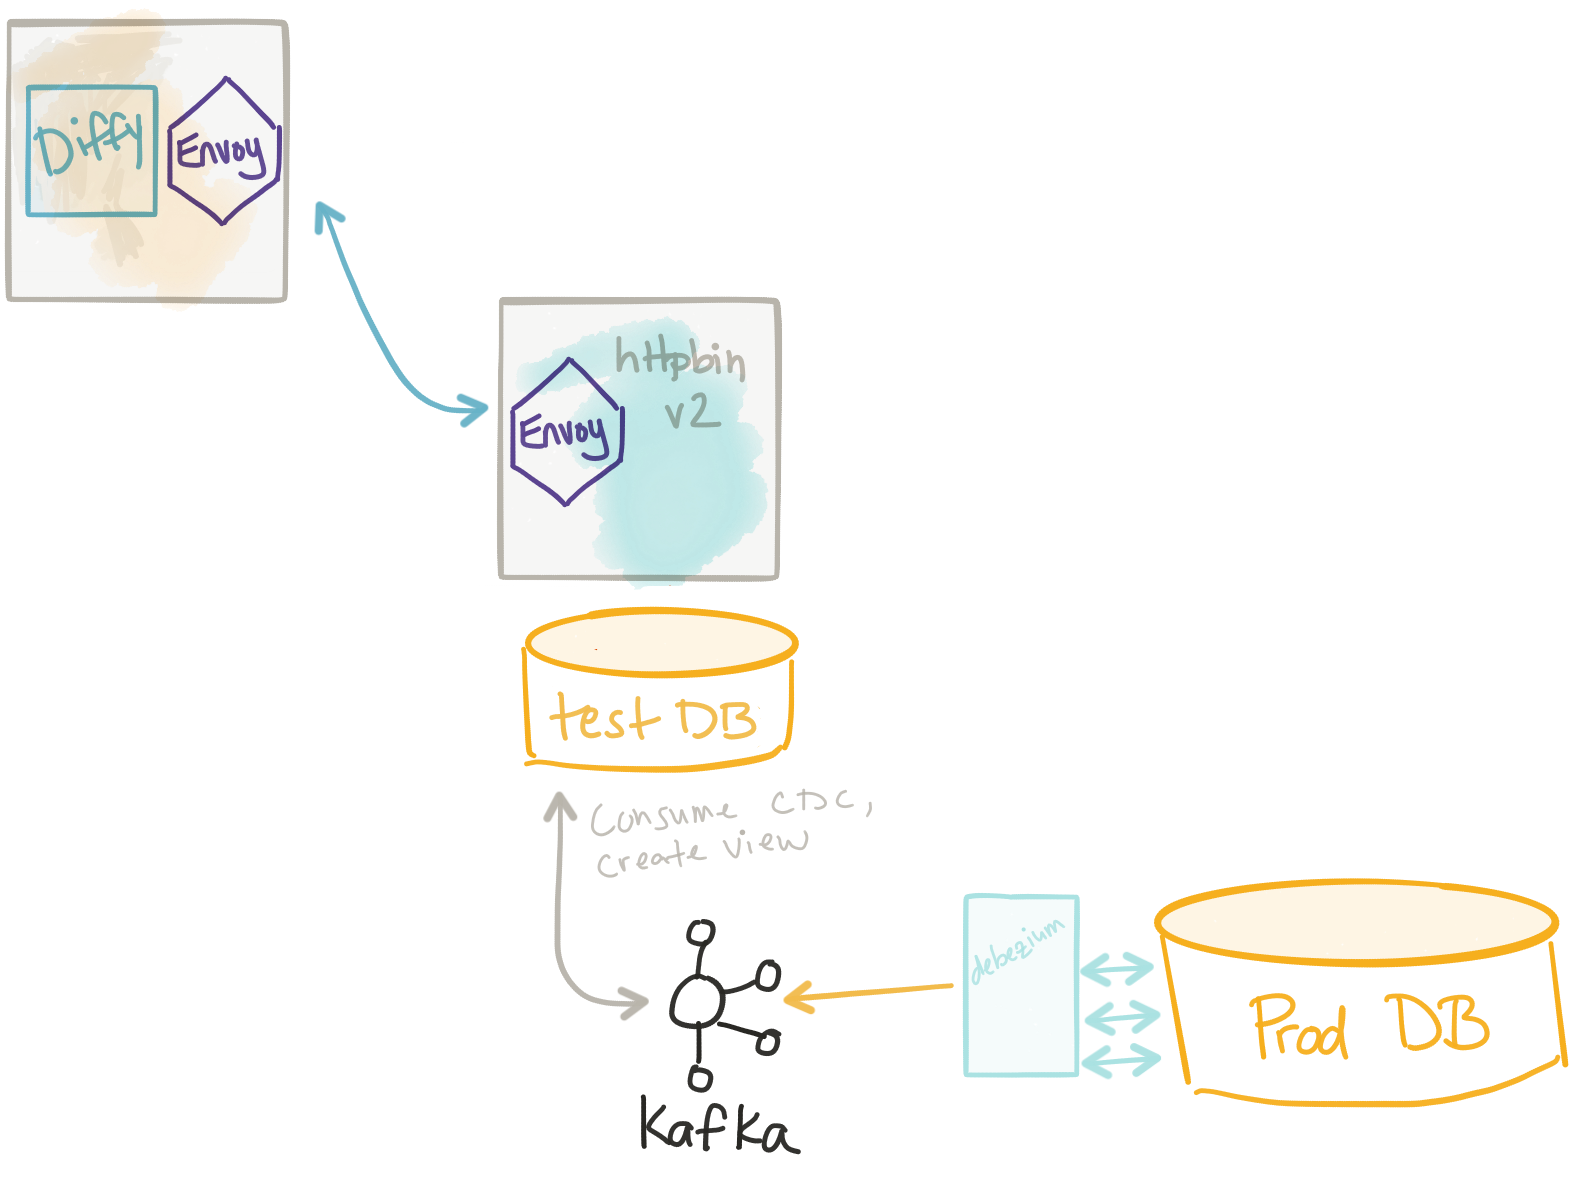 Diffy
Envoy
httpbin
v2
Envoy
test DB
Consume CDC,
create view
debezium
Prod DB
Kafka